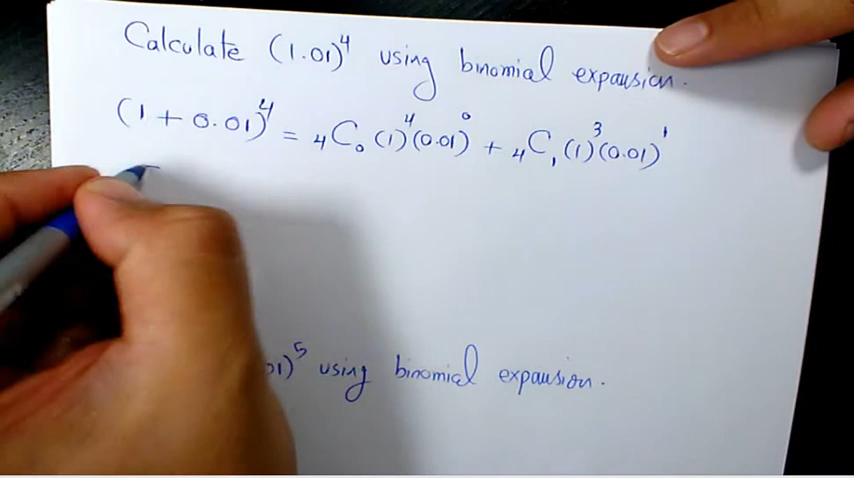 Calculate (1.01)⁴ using binomial expansion.
(1 + 0.01)⁴ = ₄C₀ (1)⁴(0.01)⁰ + ₄C₁ (1)³(0.01)¹
01)⁵ using binomial expansion.